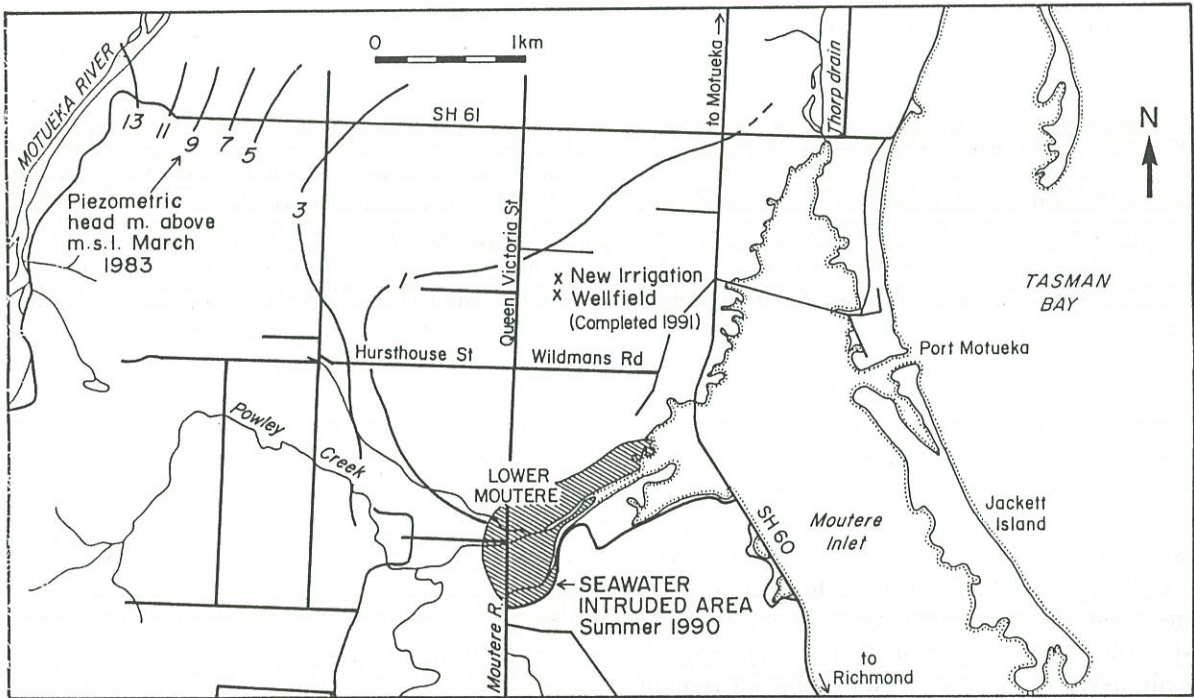 MOTUEKA RIVER
0
1km
to Motueka →
Thorp drain
N
13
11
9
7
5
SH 61
Piezometric
head m. above
m.s.l. March
1983
3
1
Queen Victoria St
x New Irrigation
x Wellfield
(Completed 1991)
TASMAN
BAY
Hursthouse St
Wildmans Rd
Port Motueka
Powley
Creek
LOWER
MOUTERE
SH 60
Moutere
Inlet
Jackett
Island
← SEAWATER
INTRUDED AREA
Summer 1990
Moutere R.
to
Richmond